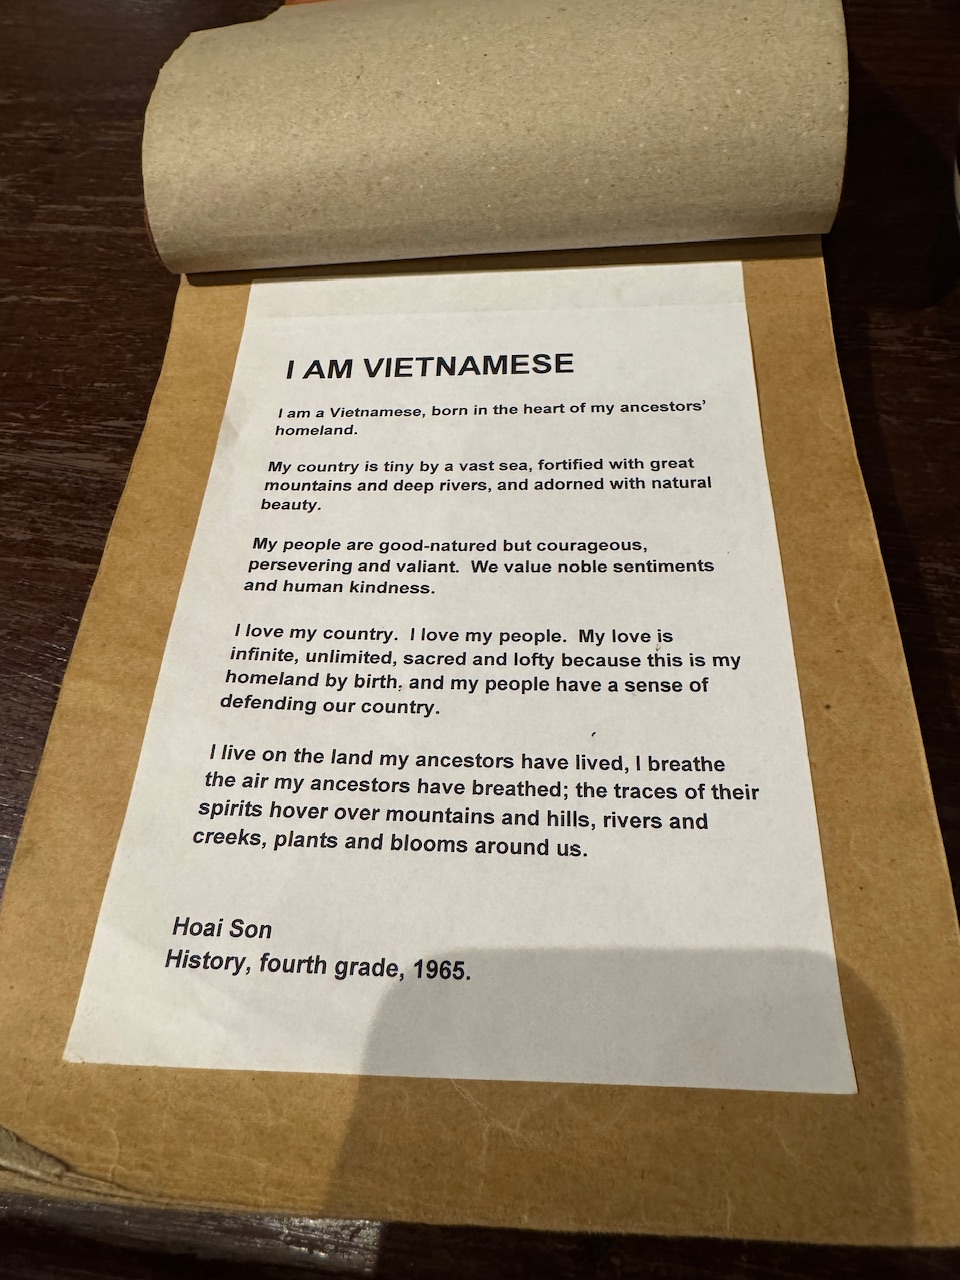 I AM VIETNAMESE
I am a Vietnamese, born in the heart of my ancestors'
homeland.
My country is tiny by a vast sea, fortified with great
mountains and deep rivers, and adorned with natural
beauty.
My people are good-natured but courageous,
persevering and valiant. We value noble sentiments
and human kindness.
I love my country. I love my people. My love is
infinite, unlimited, sacred and lofty because this is my
homeland by birth, and my people have a sense of
defending our country.
I live on the land my ancestors have lived, I breathe
the air my ancestors have breathed; the traces of their
spirits hover over mountains and hills, rivers and
creeks, plants and blooms around us.
Hoai Son
History, fourth grade, 1965.